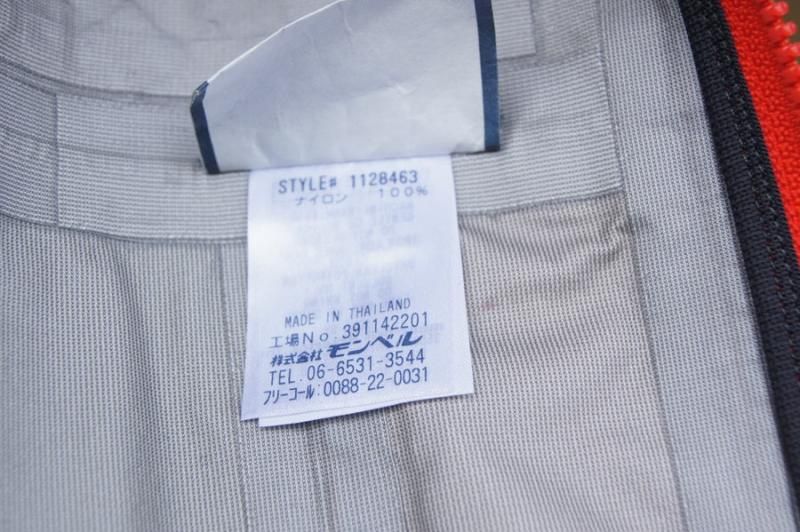 STYLE# 1128463
ナイロン 100%
MADE IN THAILAND
工場No.391142201
株式会社 モンベル
TEL.06-6531-3544
フリーコール:0088-22-0031